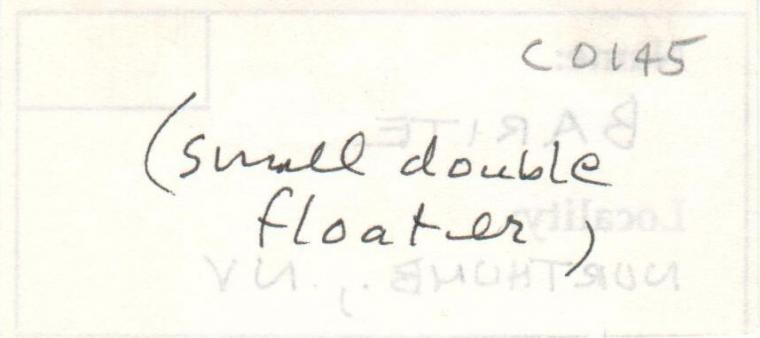 C0145
(small double
floater)